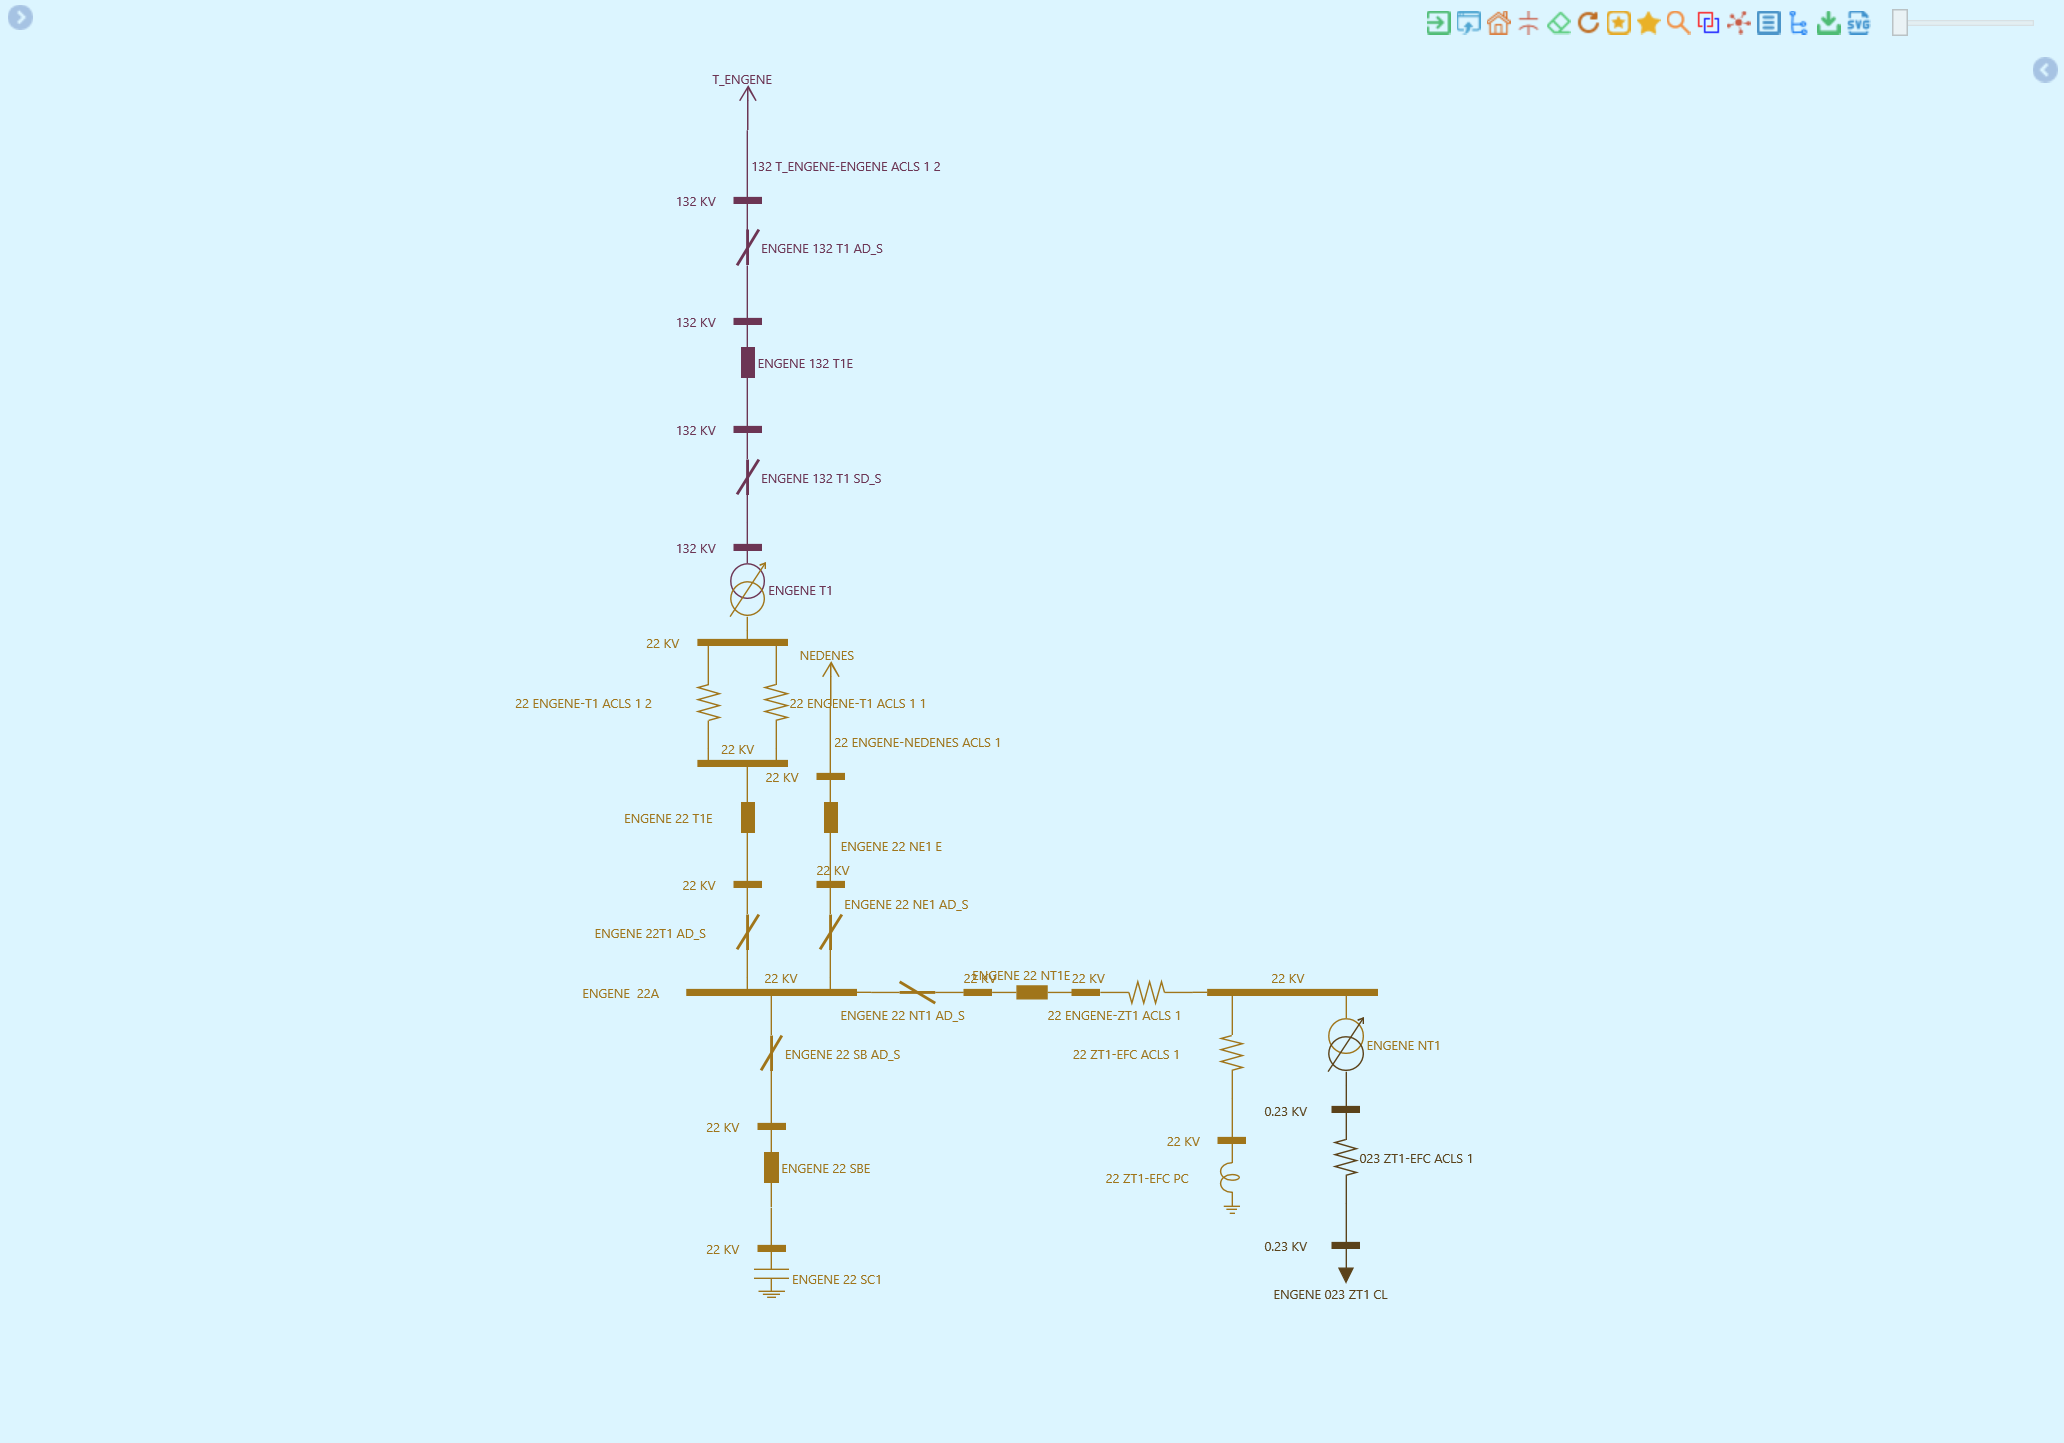 SVG
T_ENGENE
132 T_ENGENE-ENGENE ACLS 1 2
132 KV
ENGENE 132 T1 AD_S
132 KV
ENGENE 132 T1E
132 KV
ENGENE 132 T1 SD_S
132 KV
ENGENE T1
22 KV
NEDENES
22 ENGENE-T1 ACLS 1 2
22 ENGENE-T1 ACLS 1 1
22 ENGENE-NEDENES ACLS 1
22 KV
22 KV
ENGENE 22 T1E
ENGENE 22 NE1 E
22 KV
22 KV
ENGENE 22 NE1 AD_S
ENGENE 22T1 AD_S
22 KV
22 KV
ENGENE 22 NT1E
22 KV
22 KV
ENGENE  22A
ENGENE 22 NT1 AD_S
22 ENGENE-ZT1 ACLS 1
ENGENE 22 SB AD_S
22 ZT1-EFC ACLS 1
ENGENE NT1
0.23 KV
22 KV
22 KV
023 ZT1-EFC ACLS 1
ENGENE 22 SBE
22 ZT1-EFC PC
22 KV
0.23 KV
ENGENE 22 SC1
ENGENE 023 ZT1 CL